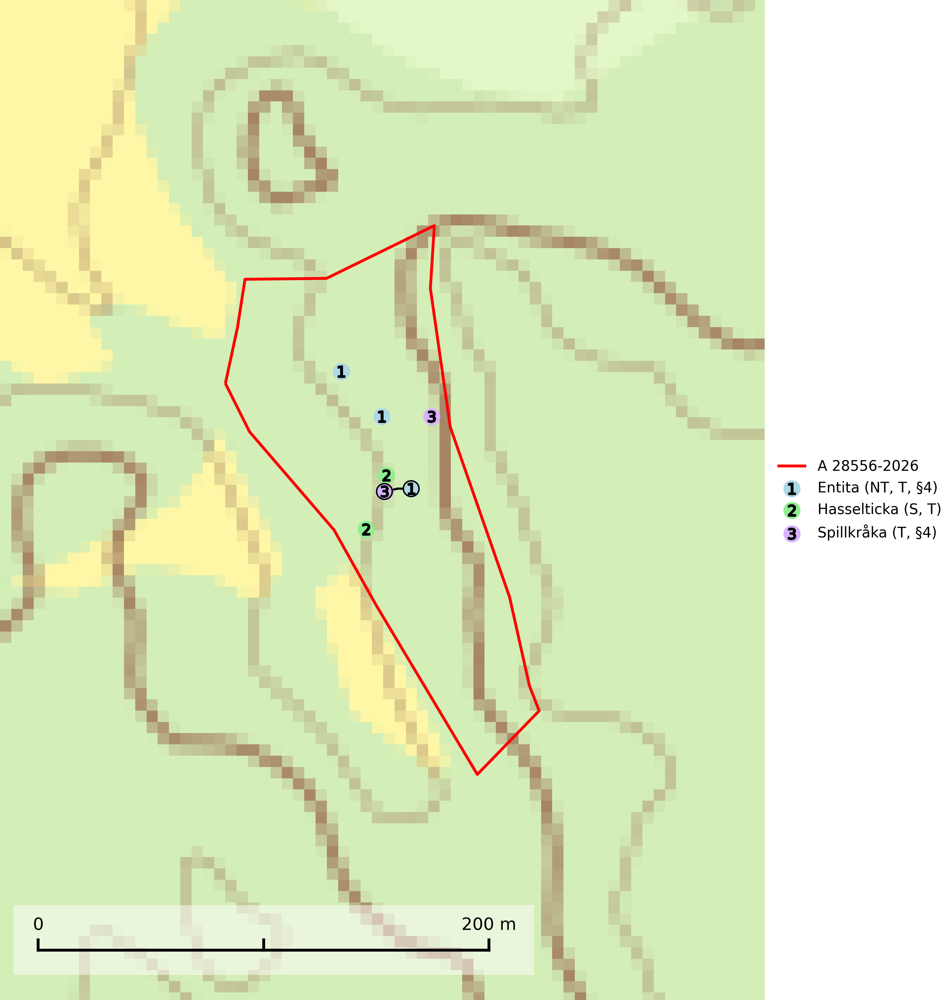 1
1
3
2
3
1
2
A 28556-2026
1 Entita (NT, T, §4)
2 Hasselticka (S, T)
3 Spillkråka (T, §4)
0 200 m